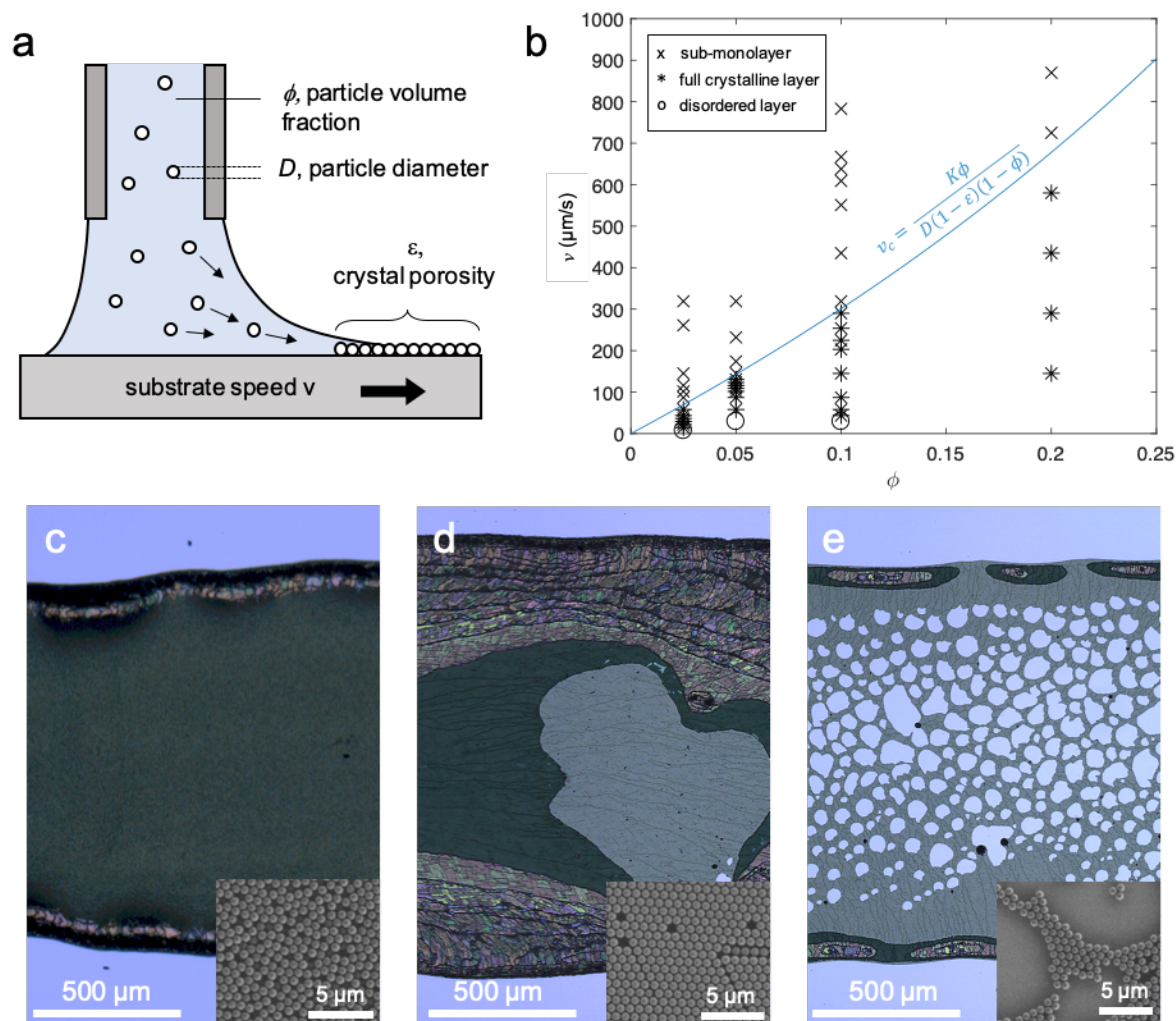 a
ϕ, particle volume
fraction
D, particle diameter
ε,
crystal porosity
substrate speed v
b
1000
900
800
700
600
500
400
300
200
100
0
v (µm/s)
x sub-monolayer
* full crystalline layer
o disordered layer
v_c = Kϕ / D(1 − ε)(1 − ϕ)
0
0.05
0.1
0.15
0.2
0.25
ϕ
c
500 µm
5 µm
d
500 µm
5 µm
e
500 µm
5 µm